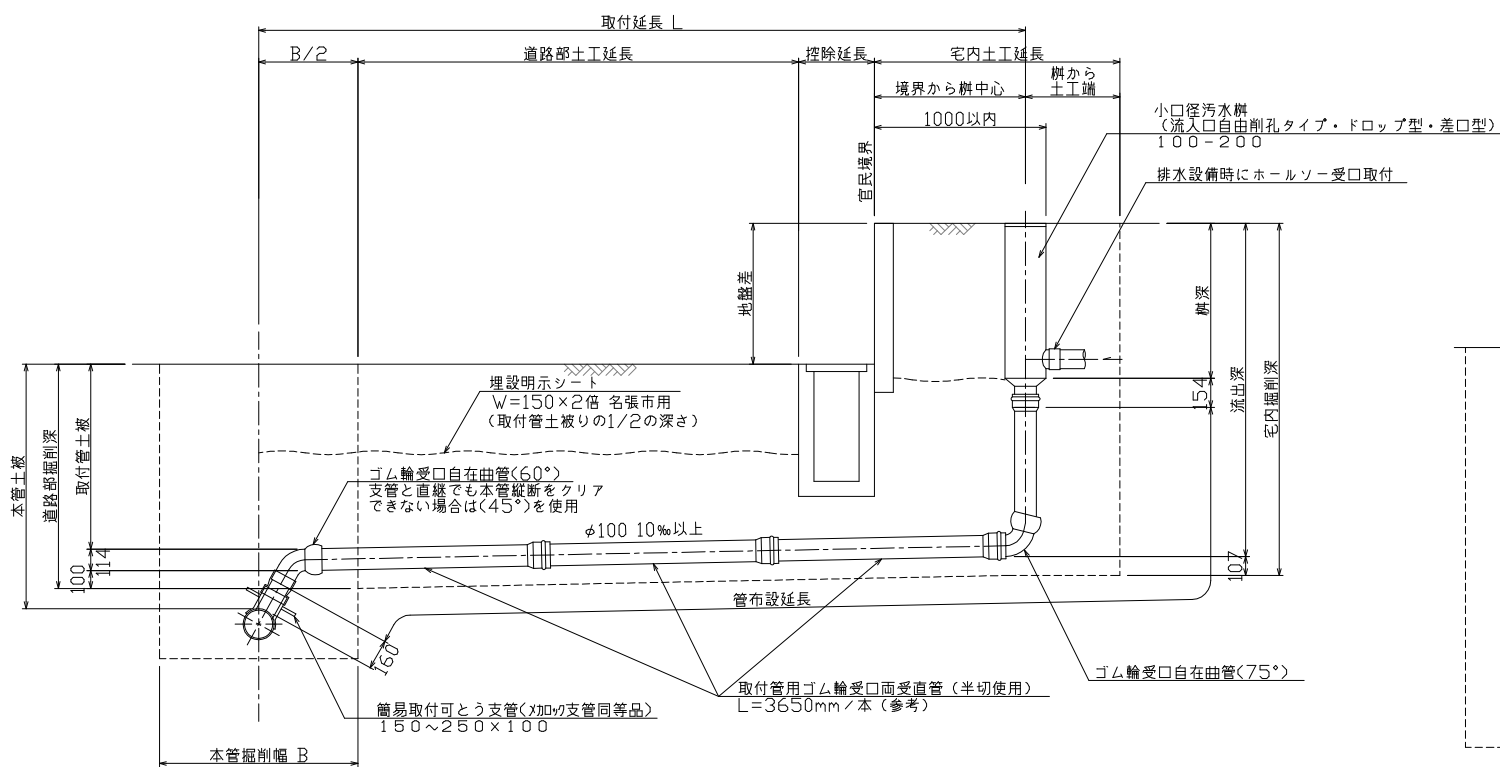 取付延長 L
B/2
道路部土工延長
控除延長
宅内土工延長
境界から桝中心
桝から
土工端
1000以内
官民境界
小口径汚水桝
(流入口自由削孔タイプ・ドロップ型・差口型)
100-200
排水設備時にホールソー受口取付
地盤差
桝深
154
流出深
107
宅内掘削深
本管土被
道路部掘削深
取付管土被
114
100
埋設明示シート
W=150×2倍 名張市用
(取付管土被りの1/2の深さ)
ゴム輪受口自在曲管(60°)
支管と直継でも本管縦断をクリア
できない場合は(45°)を使用
φ100 10‰以上
管布設延長
160
ゴム輪受口自在曲管(75°)
取付管用ゴム輪受口両受直管 (半切使用)
L=3650mm/本 (参考)
簡易取付可とう支管(メカロック支管同等品)
150~250×100
本管掘削幅 B